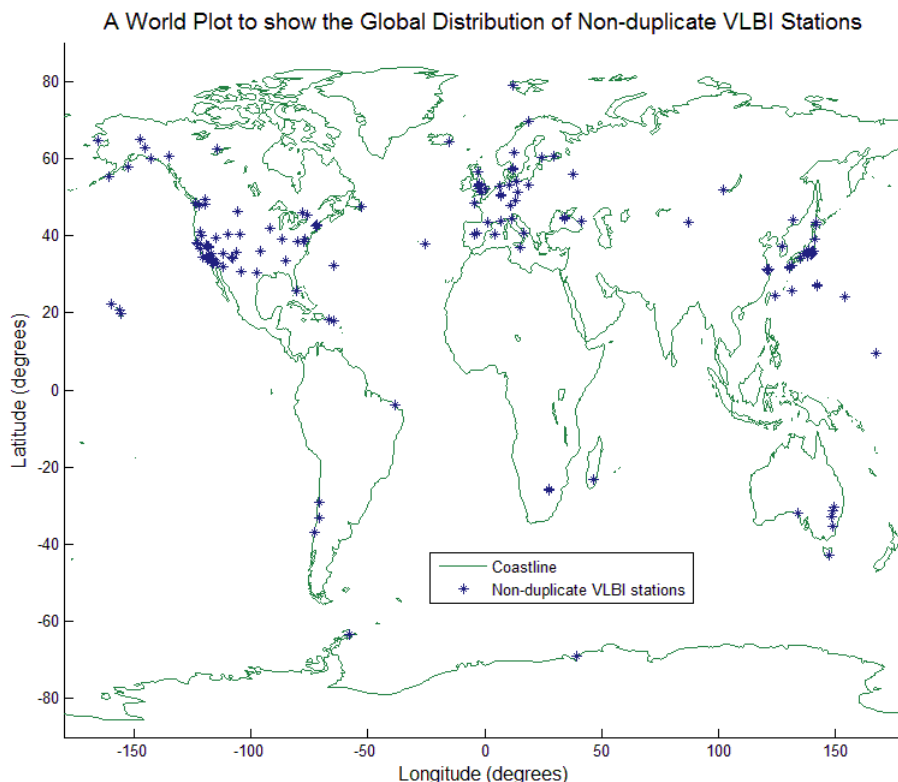 A World Plot to show the Global Distribution of Non-duplicate VLBI Stations
80
60
40
20
0
-20
-40
-60
-80
Latitude (degrees)
Coastline
Non-duplicate VLBI stations
-150 -100 -50 0 50 100 150
Longitude (degrees)